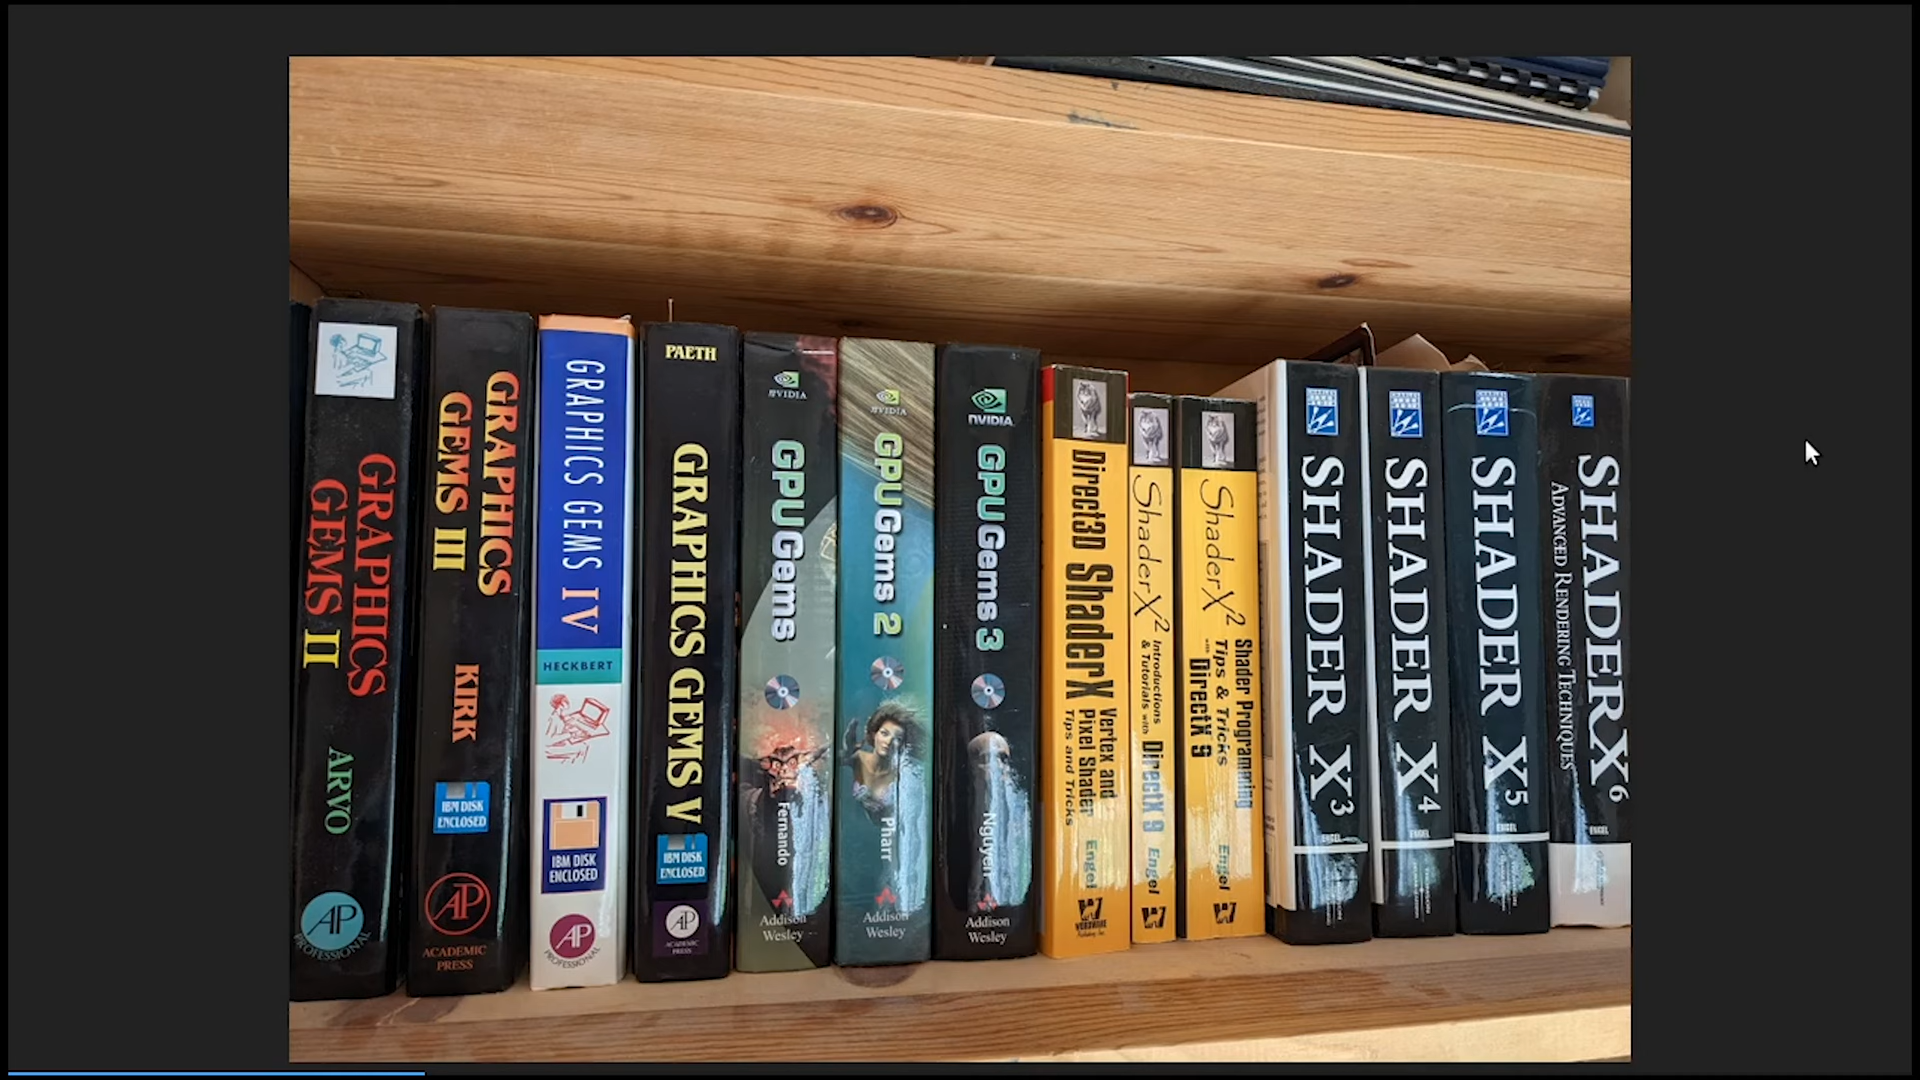 GRAPHICS
GEMS II
ARVO
AP
PROFESSIONAL
GRAPHICS
GEMS III
KIRK
IBM DISK
ENCLOSED
AP
ACADEMIC
PRESS
GRAPHICS GEMS IV
HECKBERT
IBM DISK
ENCLOSED
AP
PROFESSIONAL
PAETH
GRAPHICS GEMS V
IBM DISK
ENCLOSED
AP
ACADEMIC
PRESS
NVIDIA
GPU Gems
Fernando
Addison
Wesley
NVIDIA
GPU Gems 2
Pharr
Addison
Wesley
NVIDIA
GPU Gems 3
Nguyen
Addison
Wesley
Direct3D ShaderX
Vertex and
Pixel Shader
Tips and Tricks
Engel
WORDWARE
ShaderX²
Introductions
& Tutorials with
DirectX 9
Engel
ShaderX²
Shader Programming
Tips & Tricks
with DirectX 9
Engel
SHADER X³
ENGEL
SHADER X⁴
ENGEL
SHADER X⁵
ENGEL
SHADERX⁶
ADVANCED RENDERING TECHNIQUES
ENGEL